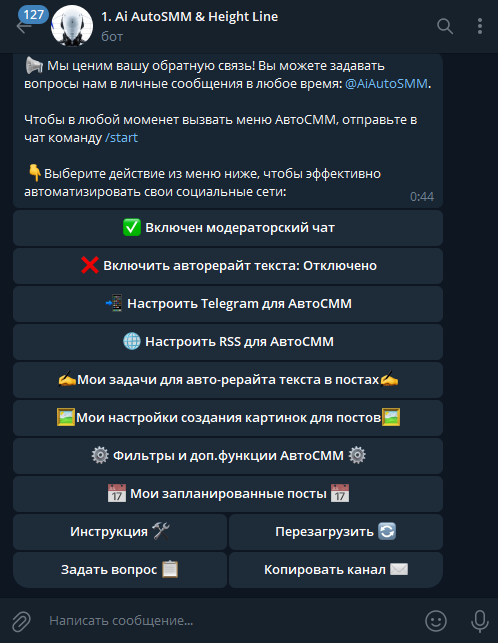 127
1. Ai AutoSMM & Height Line
бот
Мы ценим вашу обратную связь! Вы можете задавать
вопросы нам в личные сообщения в любое время: @AiAutoSMM.
Чтобы в любой моменет вызвать меню АвтоСММ, отправьте в
чат команду /start
Выберите действие из меню ниже, чтобы эффективно
автоматизировать свои социальные сети:
0:44
Включен модераторский чат
Включить авторерайт текста: Отключено
Настроить Telegram для АвтоСММ
Настроить RSS для АвтоСММ
Мои задачи для авто-рерайта текста в постах
Мои настройки создания картинок для постов
Фильтры и доп.функции АвтоСММ
17 Мои запланированные посты 17
Инструкция
Перезагрузить
Задать вопрос
Копировать канал
Написать сообщение...